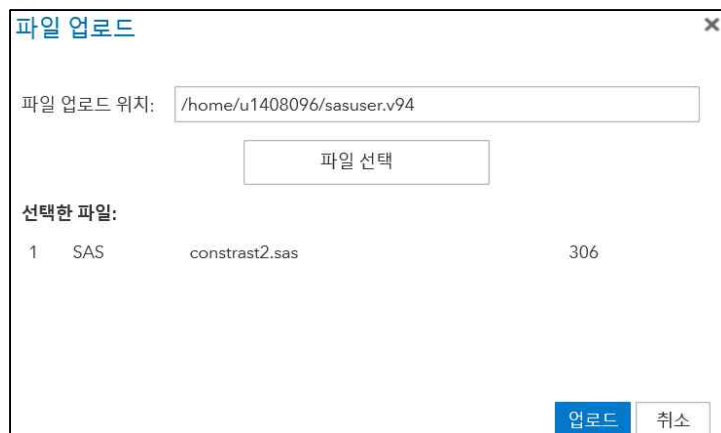 파일 업로드 ×
파일 업로드 위치: /home/u1408096/sasuser.v94
파일 선택
선택한 파일:
1 SAS constrast2.sas 306
업로드 취소